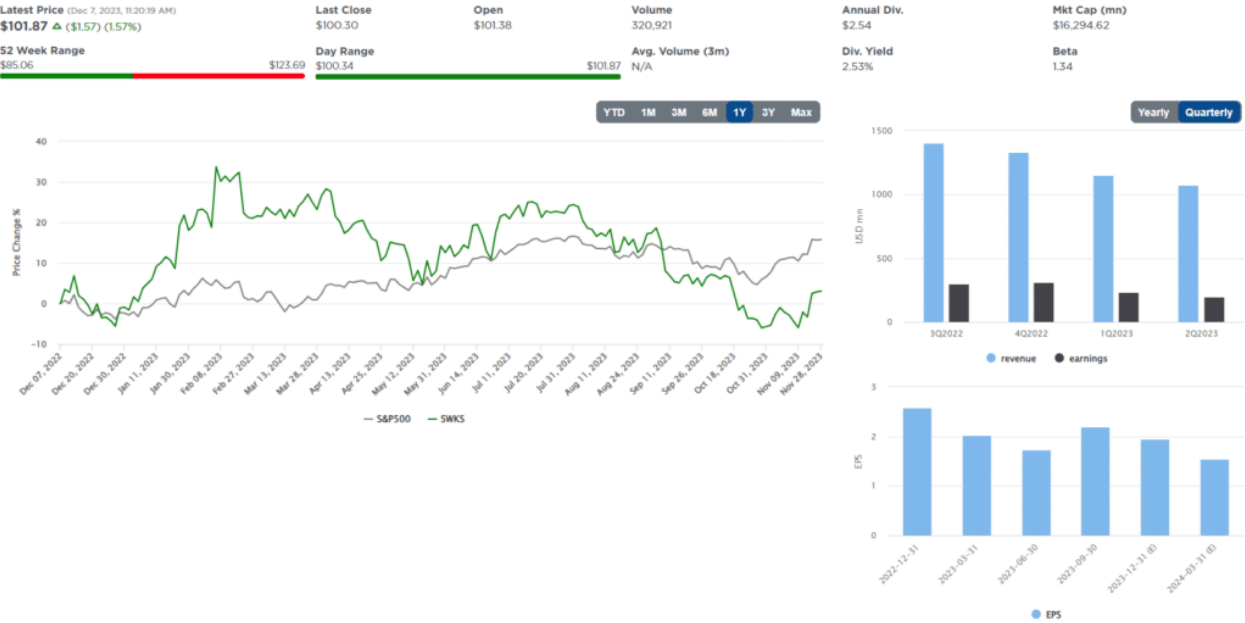 Latest Price (Dec 7, 2023, 11:20:19 AM)
$101.87 ($1.57) (1.57%)
Last Close
$100.30
Open
$101.38
Volume
320,921
Annual Div.
$2.54
Mkt Cap (mn)
$16,294.62
52 Week Range
$85.06 $123.69
Day Range
$100.34 $101.87
Avg. Volume (3m)
N/A
Div. Yield
2.53%
Beta
1.34
YTD 1M 3M 6M 1Y 3Y Max
Price Change %
40
30
20
10
0
-10
Dec 07, 2022 Dec 20, 2022 Dec 30, 2022 Jan 11, 2023 Jan 30, 2023 Feb 08, 2023 Feb 27, 2023 Mar 13, 2023 Mar 28, 2023 Apr 13, 2023 Apr 25, 2023 May 12, 2023 May 31, 2023 Jun 14, 2023 Jul 11, 2023 Jul 20, 2023 Jul 31, 2023 Aug 11, 2023 Aug 24, 2023 Sep 11, 2023 Sep 26, 2023 Oct 18, 2023 Oct 31, 2023 Nov 09, 2023 Nov 28, 2023
S&P500 SWKS
Yearly Quarterly
USD mn
1500
1000
500
0
3Q2022 4Q2022 1Q2023 2Q2023
revenue earnings
EPS
3
2
1
0
2022-12-31 2023-03-31 2023-06-30 2023-09-30 2023-12-31 (E) 2024-03-31 (E)
EPS